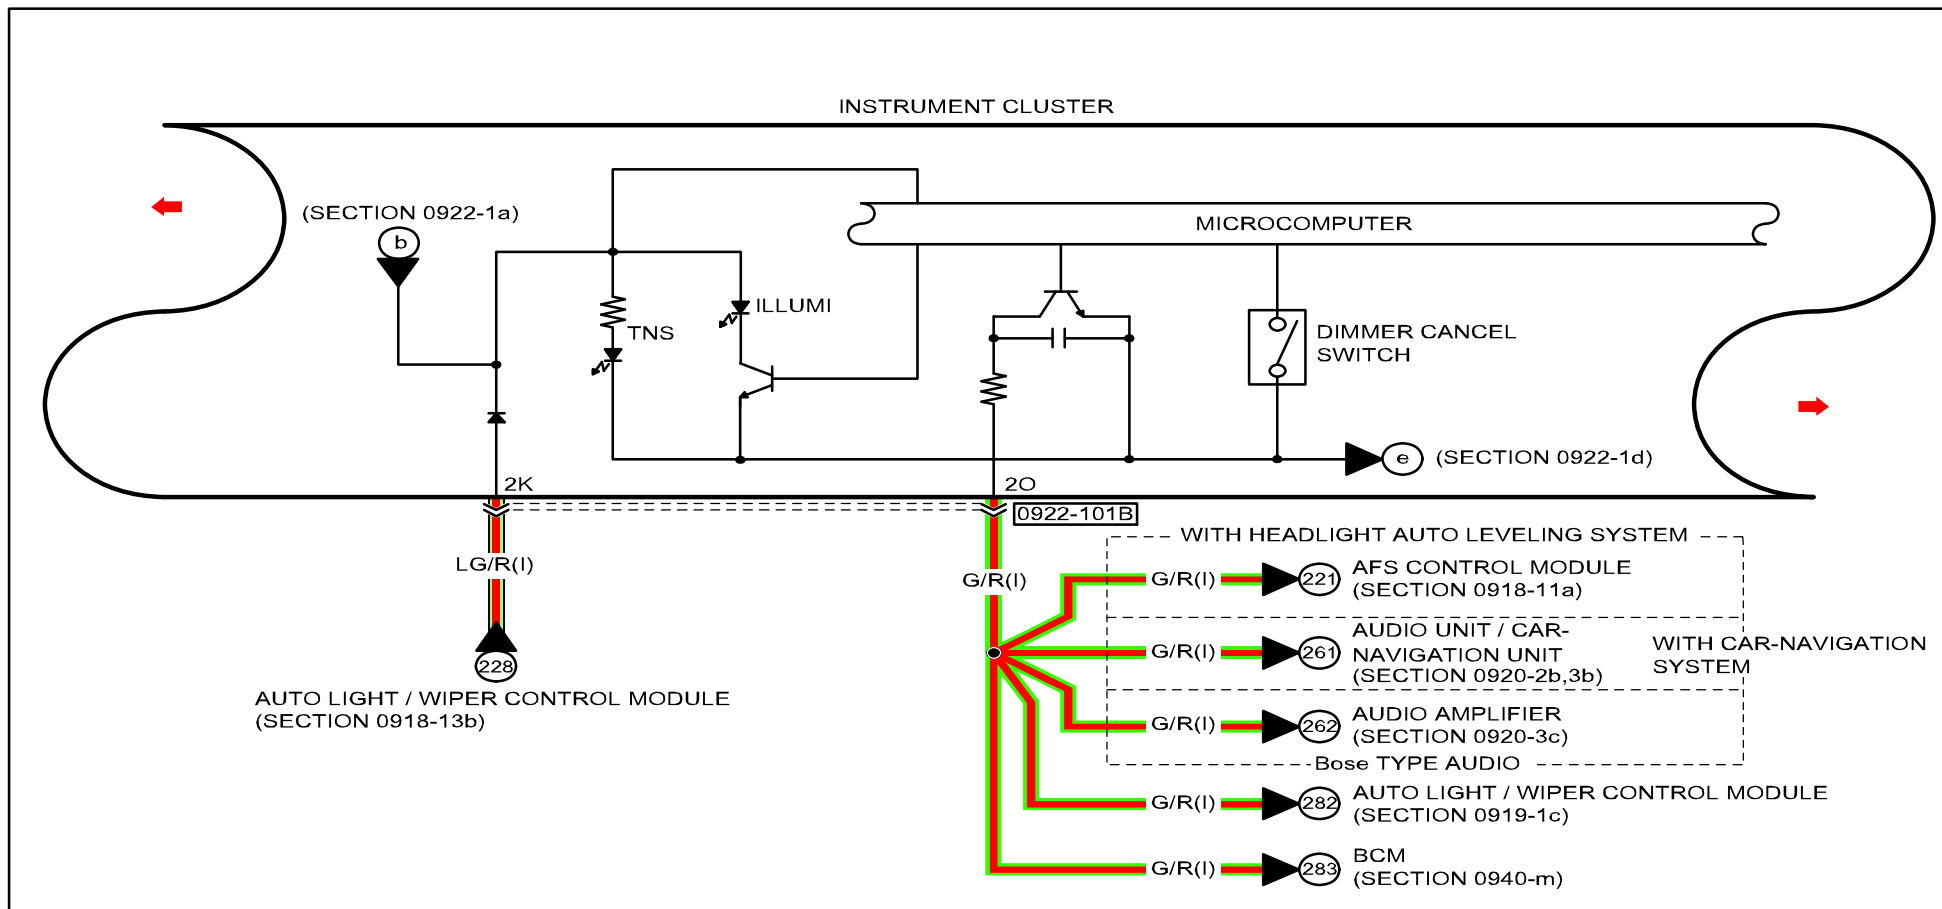 INSTRUMENT CLUSTER
(SECTION 0922-1a)
b
MICROCOMPUTER
ILLUMI
TNS
DIMMER CANCEL
SWITCH
e
(SECTION 0922-1d)
2K
2O
0922-101B
LG/R(I)
G/R(I)
228
AUTO LIGHT / WIPER CONTROL MODULE
(SECTION 0918-13b)
WITH HEADLIGHT AUTO LEVELING SYSTEM
G/R(I)
221
AFS CONTROL MODULE
(SECTION 0918-11a)
G/R(I)
261
AUDIO UNIT / CAR-
NAVIGATION UNIT
(SECTION 0920-2b,3b)
WITH CAR-NAVIGATION
SYSTEM
G/R(I)
262
AUDIO AMPLIFIER
(SECTION 0920-3c)
Bose TYPE AUDIO
G/R(I)
282
AUTO LIGHT / WIPER CONTROL MODULE
(SECTION 0919-1c)
G/R(I)
283
BCM
(SECTION 0940-m)